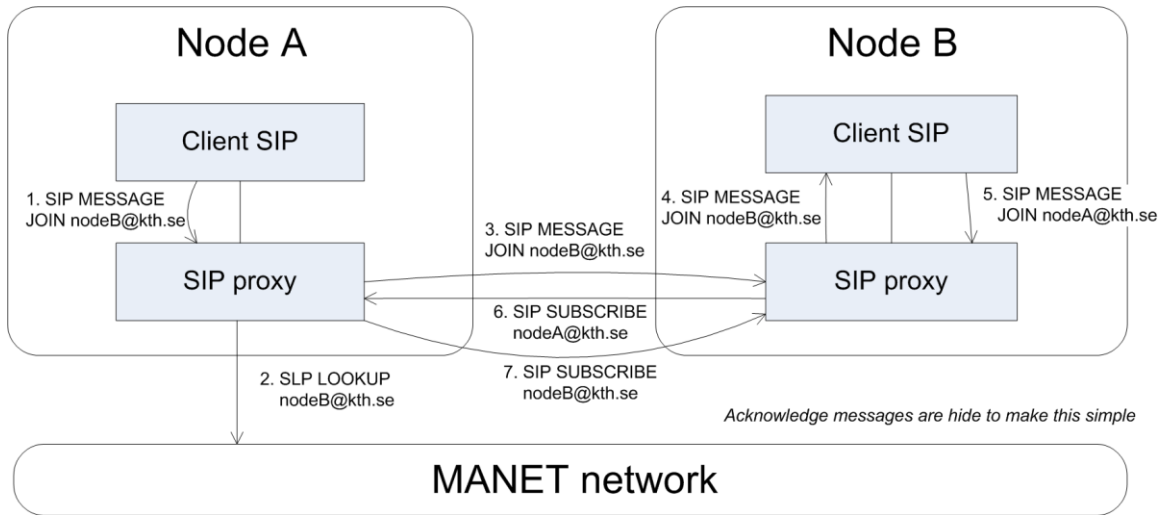 Node A
Node B
Client SIP
Client SIP
1. SIP MESSAGE
JOIN nodeB@kth.se
4. SIP MESSAGE
JOIN nodeB@kth.se
5. SIP MESSAGE
JOIN nodeA@kth.se
3. SIP MESSAGE
JOIN nodeB@kth.se
SIP proxy
SIP proxy
6. SIP SUBSCRIBE
nodeA@kth.se
7. SIP SUBSCRIBE
nodeB@kth.se
2. SLP LOOKUP
nodeB@kth.se
Acknowledge messages are hide to make this simple
MANET network